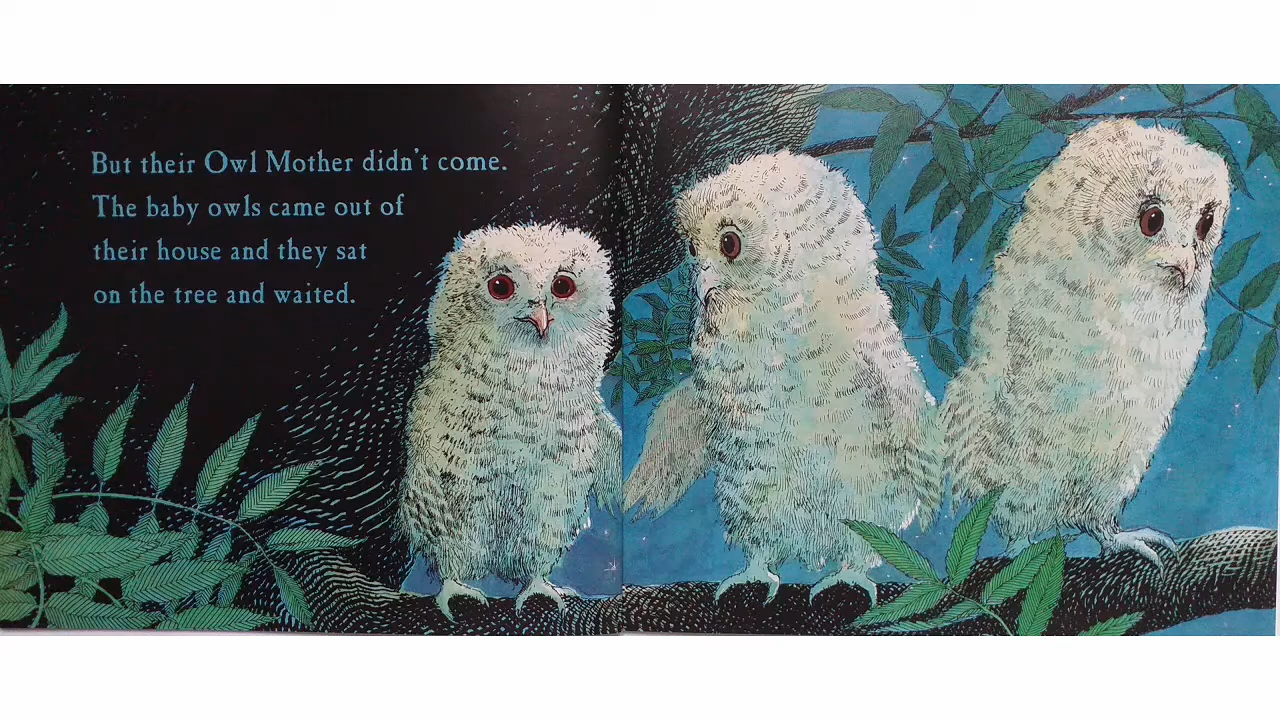 But their Owl Mother didn't come.
The baby owls came out of
their house and they sat
on the tree and waited.